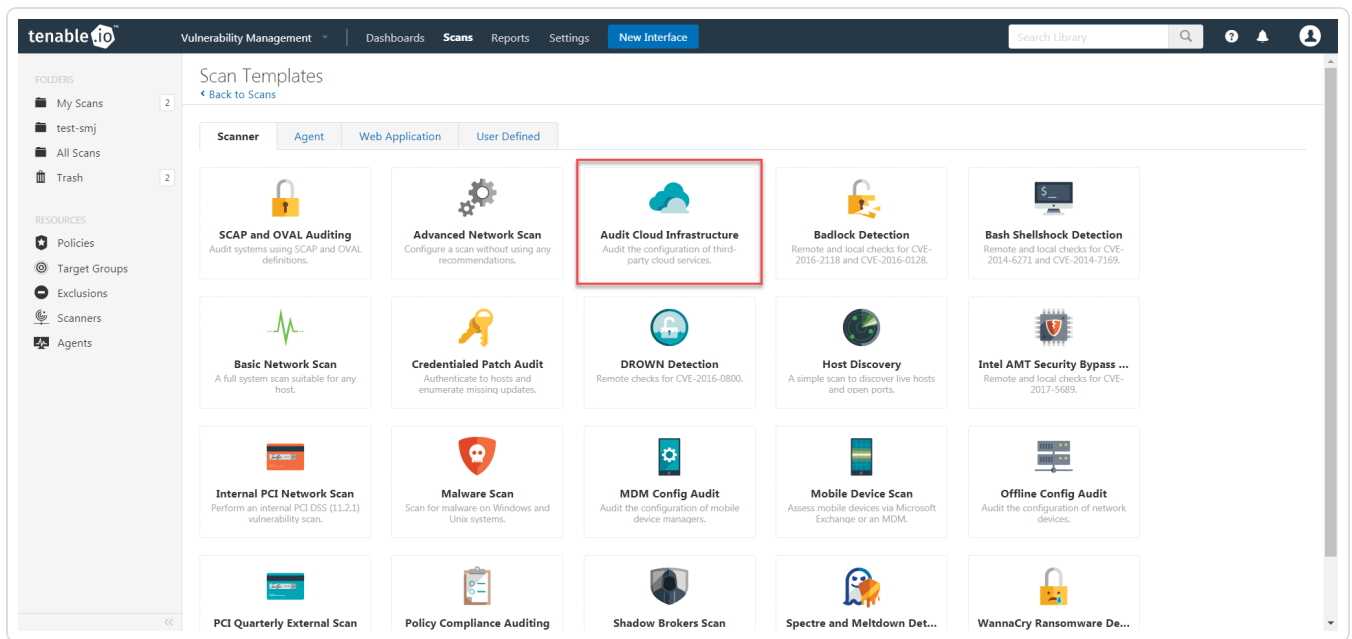 tenable.io™
Vulnerability Management
Dashboards
Scans
Reports
Settings
New Interface
Search Library
FOLDERS
My Scans
2
test-smj
All Scans
Trash
2
RESOURCES
Policies
Target Groups
Exclusions
Scanners
Agents
Scan Templates
Back to Scans
Scanner
Agent
Web Application
User Defined
SCAP and OVAL Auditing
Audit systems using SCAP and OVAL
definitions.
Advanced Network Scan
Configure a scan without using any
recommendations.
Audit Cloud Infrastructure
Audit the configuration of third-
party cloud services.
Badlock Detection
Remote and local checks for CVE-
2016-2118 and CVE-2016-0128.
$_
Bash Shellshock Detection
Remote and local checks for CVE-
2014-6271 and CVE-2014-7169.
Basic Network Scan
A full system scan suitable for any
host.
Credentialed Patch Audit
Authenticate to hosts and
enumerate missing updates.
DROWN Detection
Remote checks for CVE-2016-0800.
Host Discovery
A simple scan to discover live hosts
and open ports.
Intel AMT Security Bypass ...
Remote and local checks for CVE-
2017-5689.
Internal PCI Network Scan
Perform an internal PCI DSS (11.2.1)
vulnerability scan.
Malware Scan
Scan for malware on Windows and
Unix systems.
MDM Config Audit
Audit the configuration of mobile
device managers.
Mobile Device Scan
Assess mobile devices via Microsoft
Exchange or an MDM.
Offline Config Audit
Audit the configuration of network
devices.
PCI Quarterly External Scan
Policy Compliance Auditing
Shadow Brokers Scan
Spectre and Meltdown Det...
WannaCry Ransomware De...